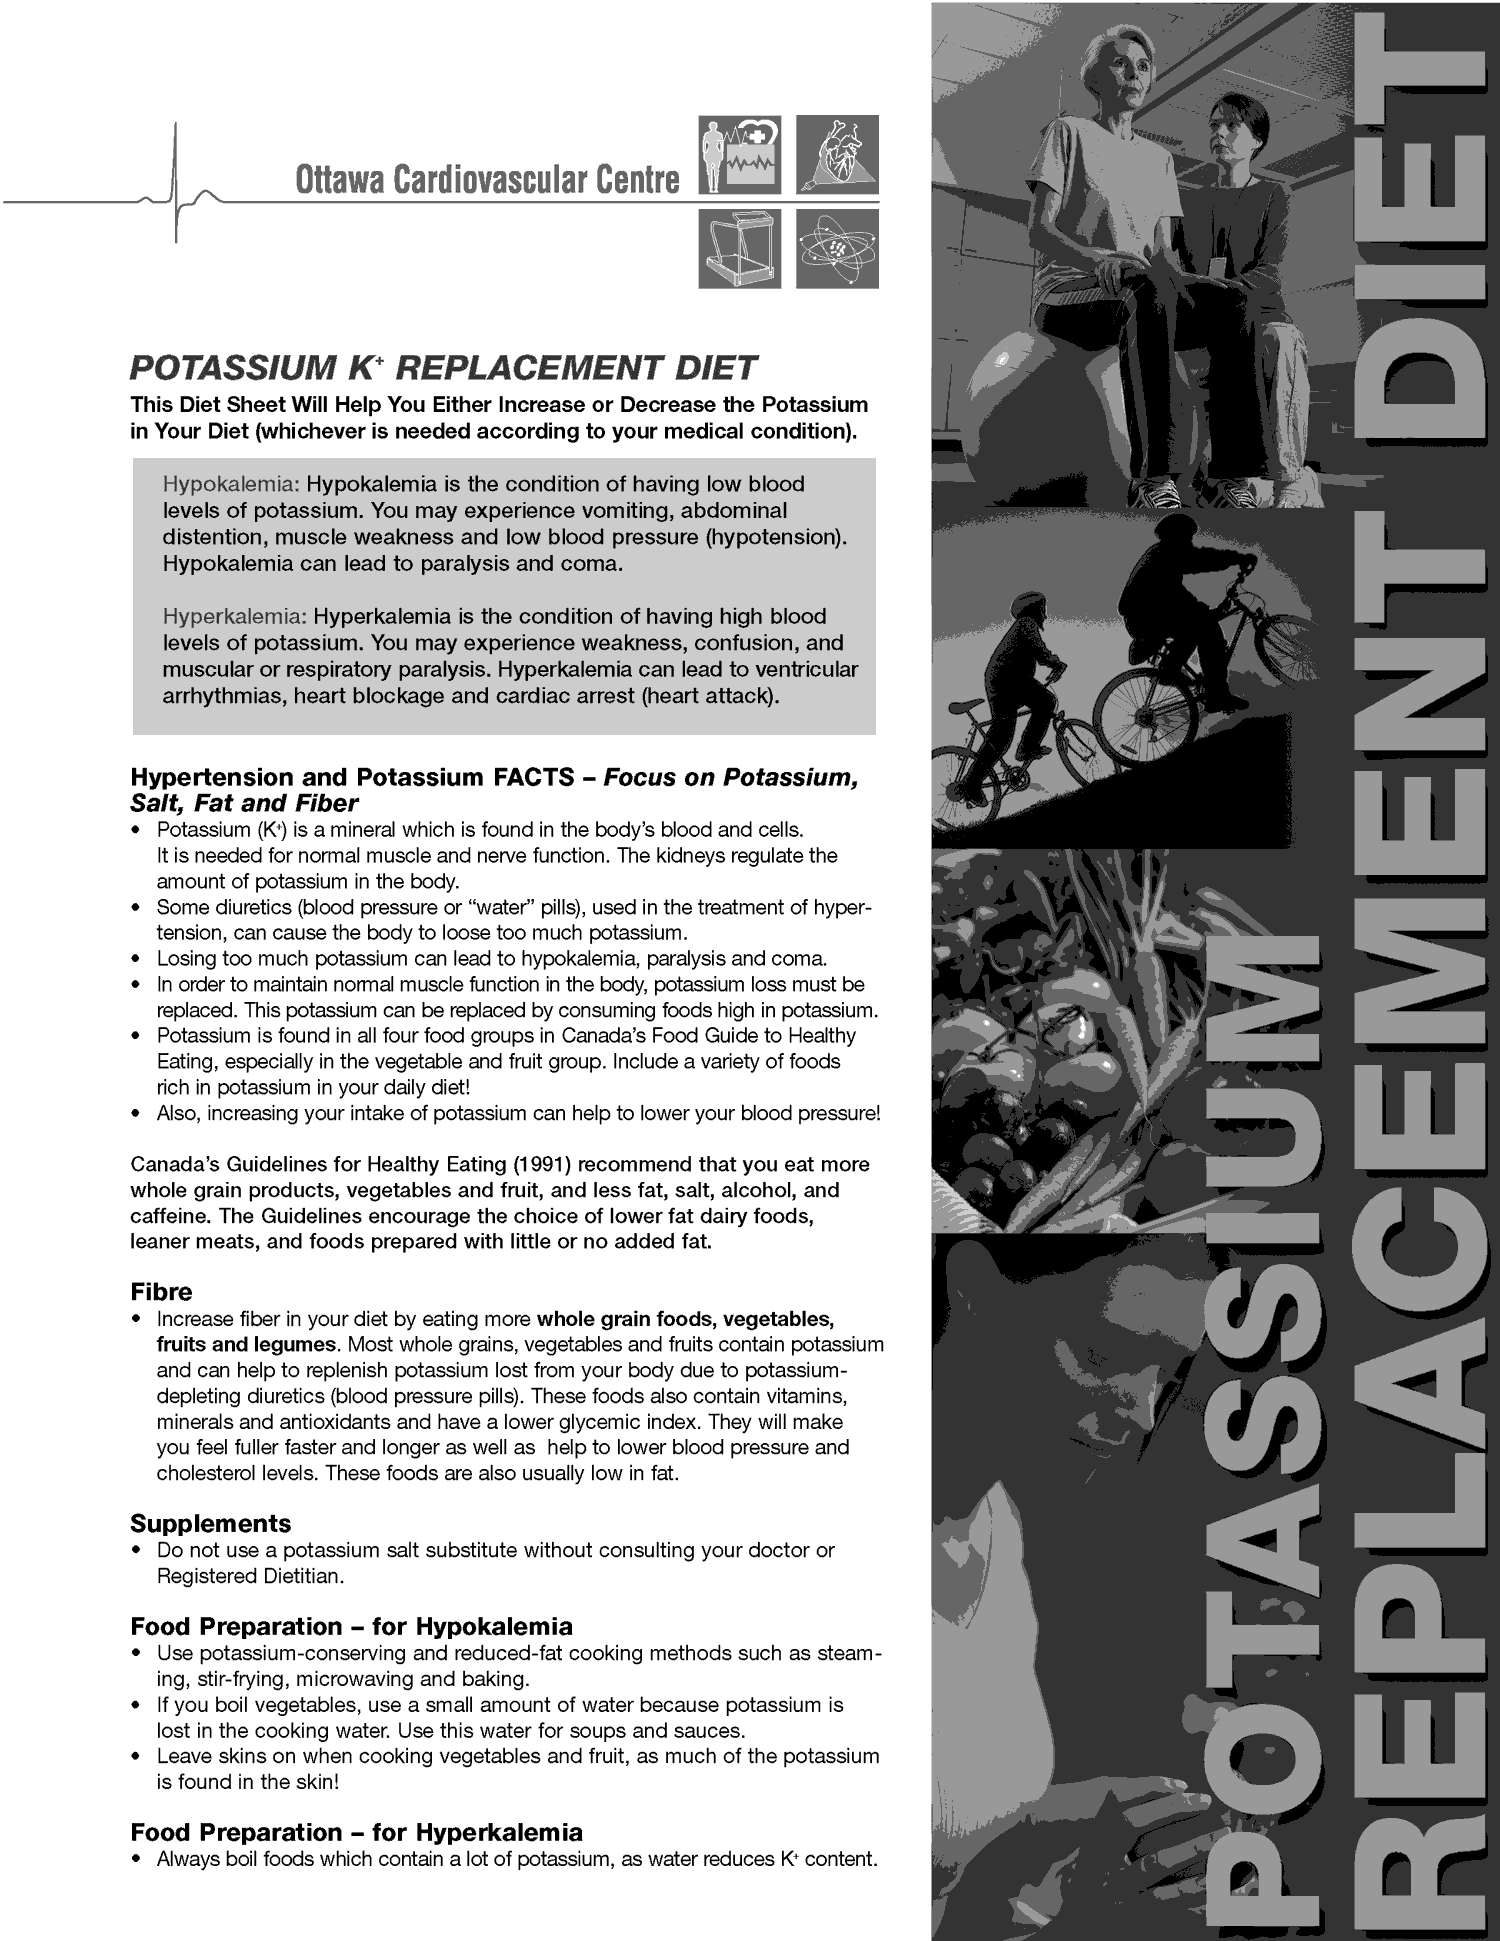 Ottawa Cardiovascular Centre
POTASSIUM K+ REPLACEMENT DIET
This Diet Sheet Will Help You Either Increase or Decrease the Potassium
in Your Diet (whichever is needed according to your medical condition).
Hypokalemia: Hypokalemia is the condition of having low blood
levels of potassium. You may experience vomiting, abdominal
distention, muscle weakness and low blood pressure (hypotension).
Hypokalemia can lead to paralysis and coma.
Hyperkalemia: Hyperkalemia is the condition of having high blood
levels of potassium. You may experience weakness, confusion, and
muscular or respiratory paralysis. Hyperkalemia can lead to ventricular
arrhythmias, heart blockage and cardiac arrest (heart attack).
Hypertension and Potassium FACTS – Focus on Potassium,
Salt, Fat and Fiber
• Potassium (K+) is a mineral which is found in the body’s blood and cells.
It is needed for normal muscle and nerve function. The kidneys regulate the
amount of potassium in the body.
• Some diuretics (blood pressure or “water” pills), used in the treatment of hyper-
tension, can cause the body to loose too much potassium.
• Losing too much potassium can lead to hypokalemia, paralysis and coma.
• In order to maintain normal muscle function in the body, potassium loss must be
replaced. This potassium can be replaced by consuming foods high in potassium.
• Potassium is found in all four food groups in Canada’s Food Guide to Healthy
Eating, especially in the vegetable and fruit group. Include a variety of foods
rich in potassium in your daily diet!
• Also, increasing your intake of potassium can help to lower your blood pressure!
Canada’s Guidelines for Healthy Eating (1991) recommend that you eat more
whole grain products, vegetables and fruit, and less fat, salt, alcohol, and
caffeine. The Guidelines encourage the choice of lower fat dairy foods,
leaner meats, and foods prepared with little or no added fat.
Fibre
• Increase fiber in your diet by eating more whole grain foods, vegetables,
fruits and legumes. Most whole grains, vegetables and fruits contain potassium
and can help to replenish potassium lost from your body due to potassium-
depleting diuretics (blood pressure pills). These foods also contain vitamins,
minerals and antioxidants and have a lower glycemic index. They will make
you feel fuller faster and longer as well as help to lower blood pressure and
cholesterol levels. These foods are also usually low in fat.
Supplements
• Do not use a potassium salt substitute without consulting your doctor or
Registered Dietitian.
Food Preparation – for Hypokalemia
• Use potassium-conserving and reduced-fat cooking methods such as steam-
ing, stir-frying, microwaving and baking.
• If you boil vegetables, use a small amount of water because potassium is
lost in the cooking water. Use this water for soups and sauces.
• Leave skins on when cooking vegetables and fruit, as much of the potassium
is found in the skin!
Food Preparation – for Hyperkalemia
• Always boil foods which contain a lot of potassium, as water reduces K+ content.
POTASSIUM
REPLACEMENT DIET